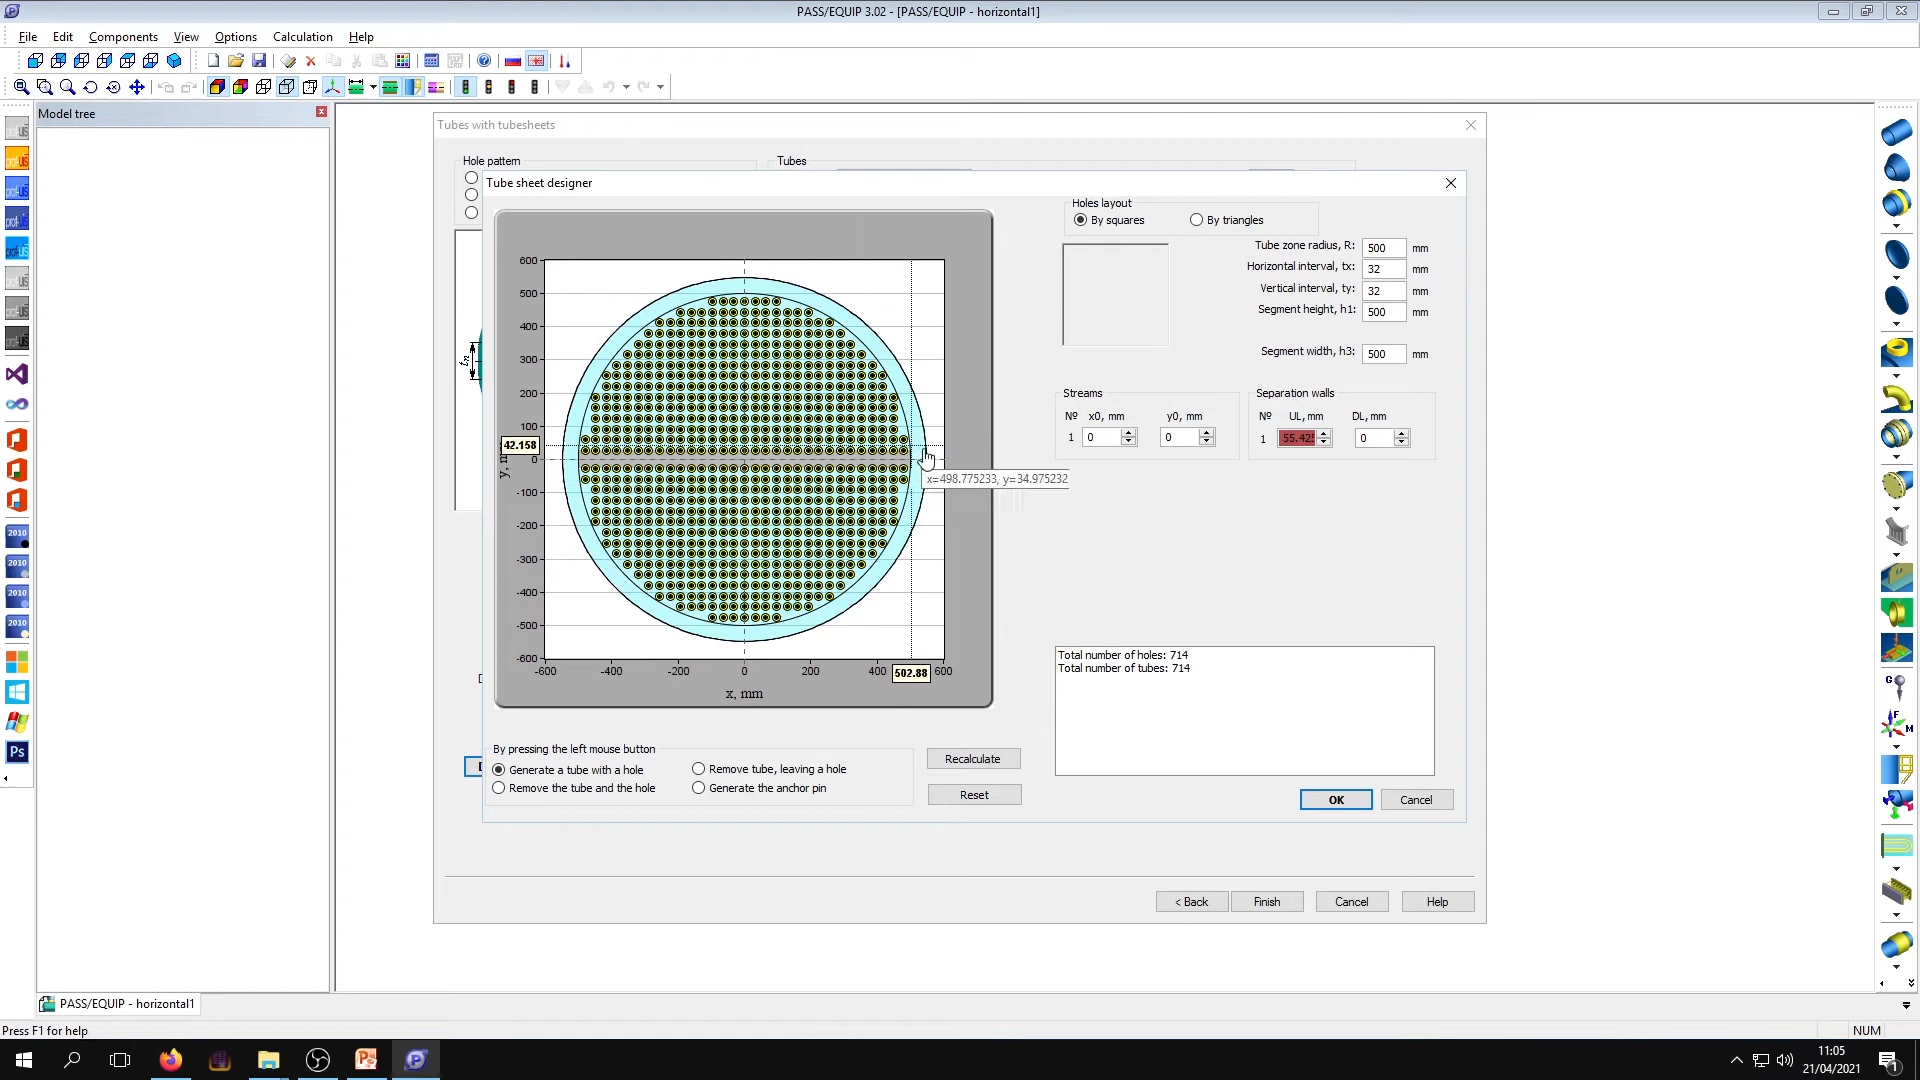 PASS/EQUIP 3.02 - [PASS/EQUIP - horizontal1]
File Edit Components View Options Calculation Help
Model tree
Tubes with tubesheets
Hole pattern
Tubes
Tube sheet designer
Holes layout
By squares By triangles
Tube zone radius, R: 500 mm
Horizontal interval, tx: 32 mm
Vertical interval, ty: 32 mm
Segment height, h1: 500 mm
Segment width, h3: 500 mm
Streams
Nº x0, mm y0, mm
1 0 0
Separation walls
Nº UL, mm DL, mm
1 55.425 0
600
500
400
300
200
100
42.158
0
-100
-200
-300
-400
-500
-600
y, m
-600 -400 -200 0 200 400 502.88 600
x, mm
x=498.775233, y=34.975232
Total number of holes: 714
Total number of tubes: 714
By pressing the left mouse button
Generate a tube with a hole
Remove tube, leaving a hole
Remove the tube and the hole
Generate the anchor pin
Recalculate
Reset
OK
Cancel
< Back
Finish
Cancel
Help
2010
2010
2010
2010
Ps
PASS/EQUIP - horizontal1
Press F1 for help
NUM
11:05
21/04/2021
1